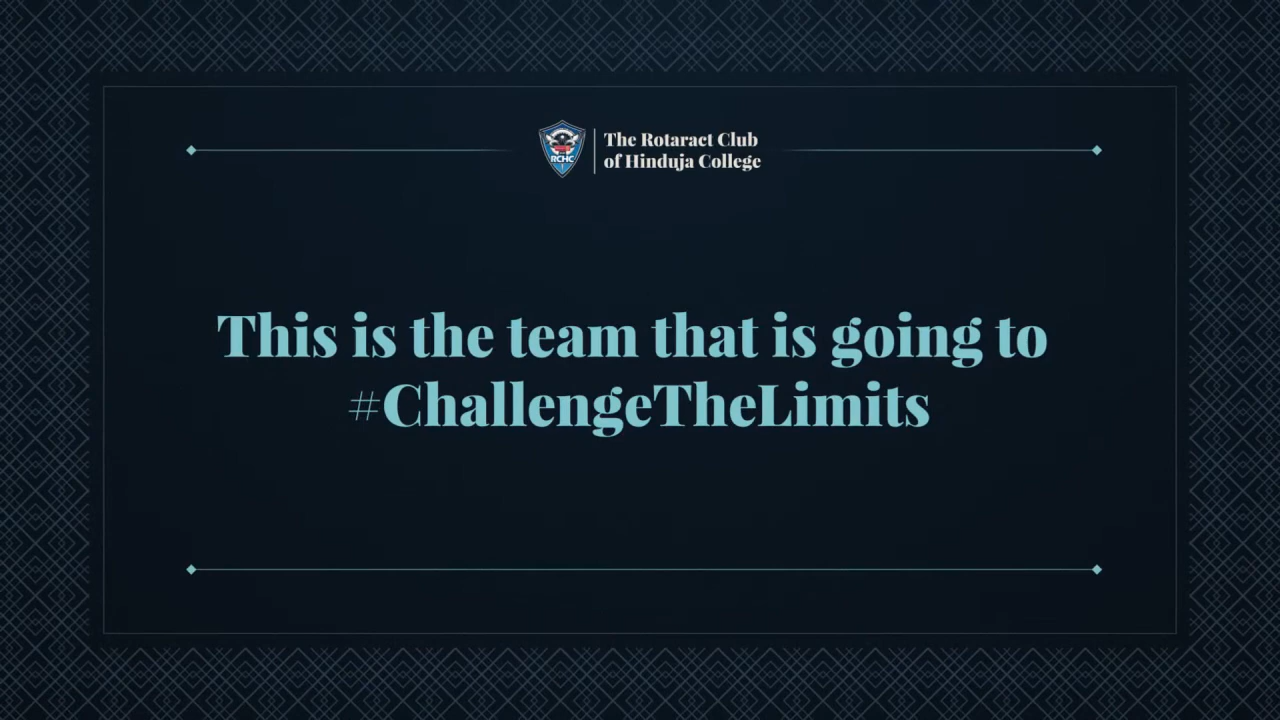 The Rotaract Club
of Hinduja College
RCHC
This is the team that is going to
#ChallengeTheLimits